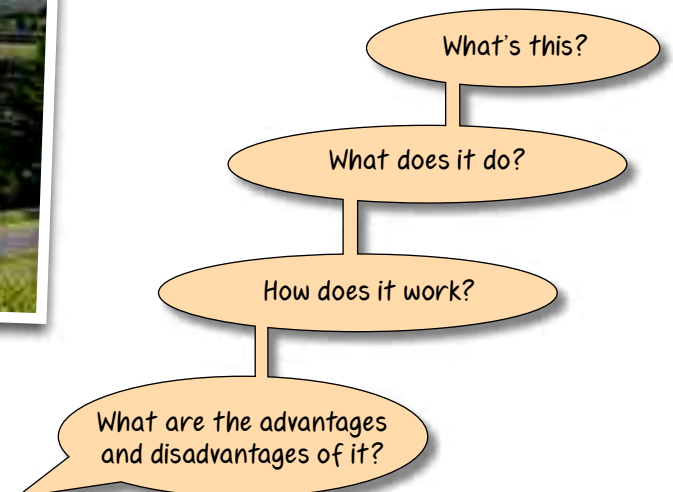 What's this?
What does it do?
How does it work?
What are the advantages
and disadvantages of it?